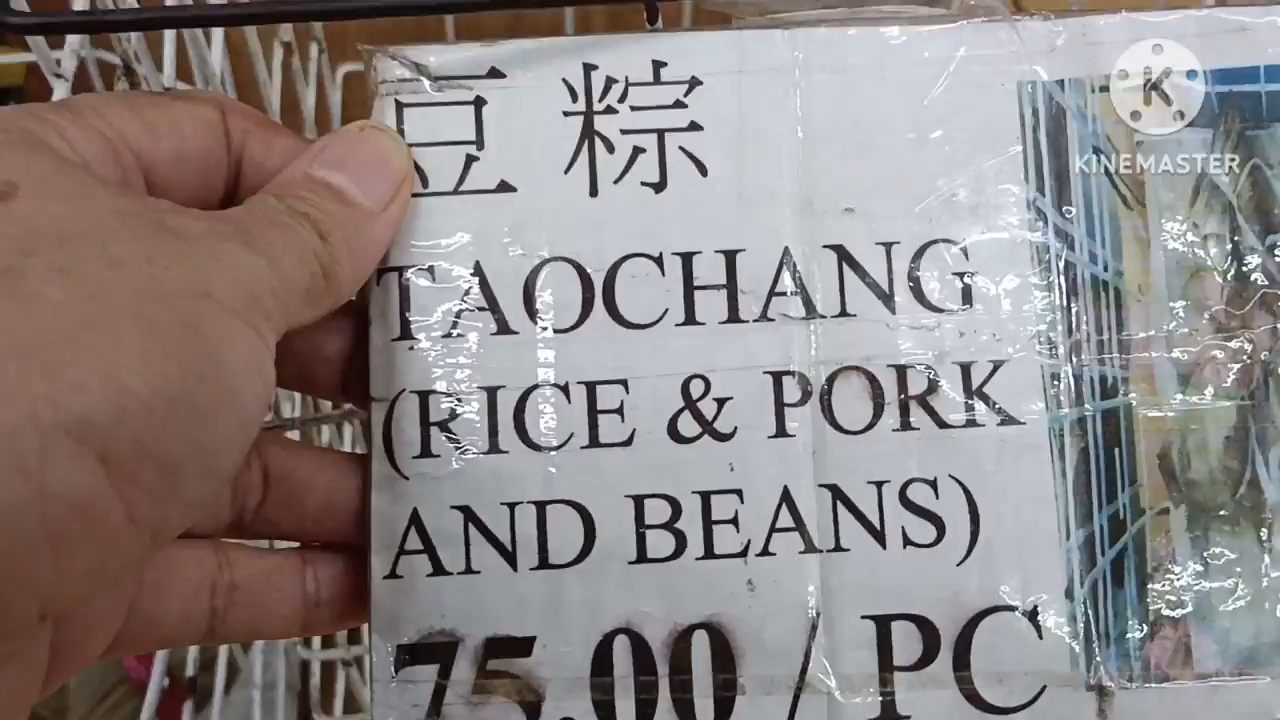 豆粽
TAOCHANG
(RICE & PORK
AND BEANS)
75.00 / PC
KINEMASTER